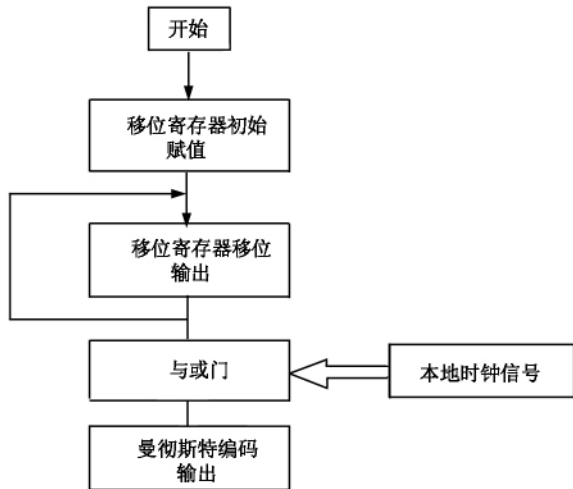 开始
移位寄存器初始
赋值
移位寄存器移位
输出
与或门
本地时钟信号
曼彻斯特编码
输出